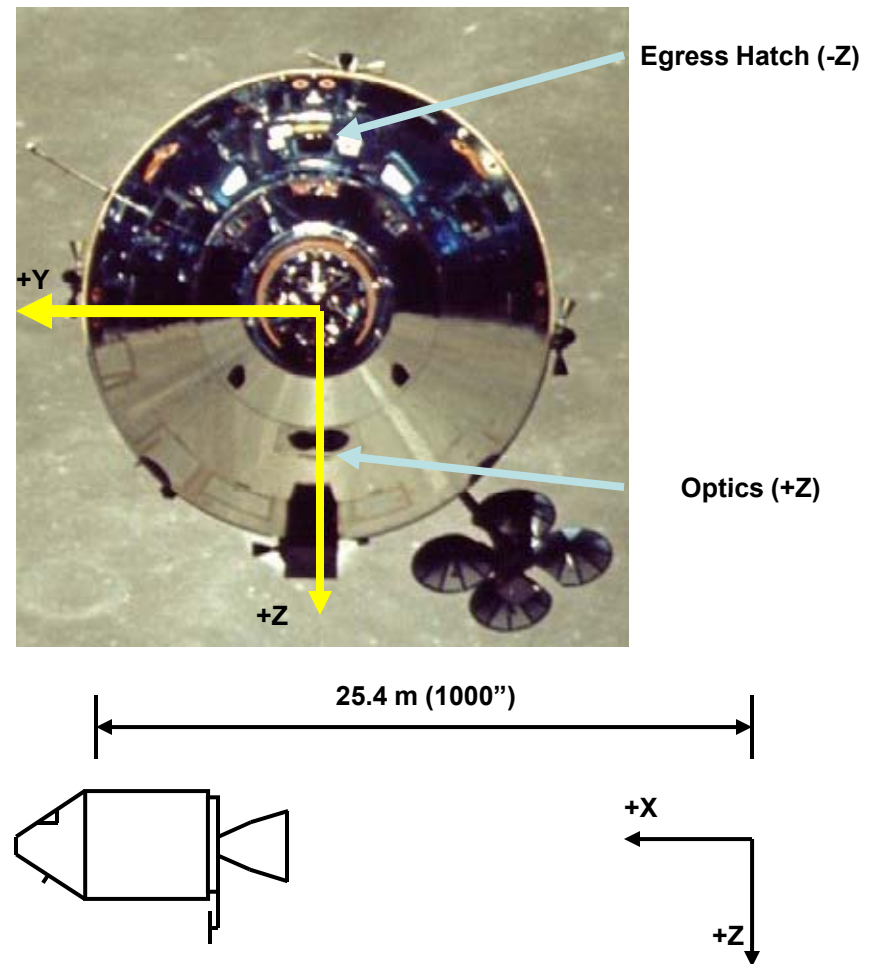 Egress Hatch (-Z)
+Y
Optics (+Z)
+Z
25.4 m (1000”)
+X
+Z